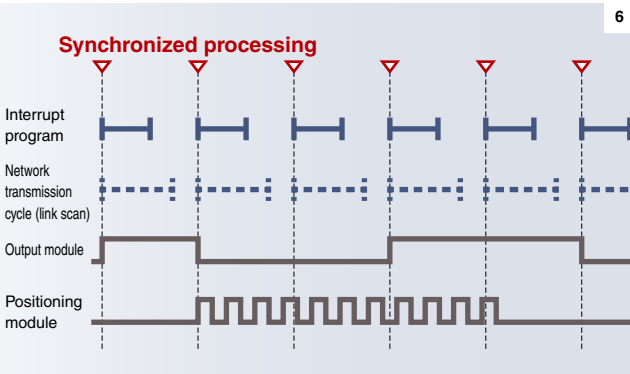 6
Synchronized processing
Interrupt
program
Network
transmission
cycle (link scan)
Output module
Positioning
module